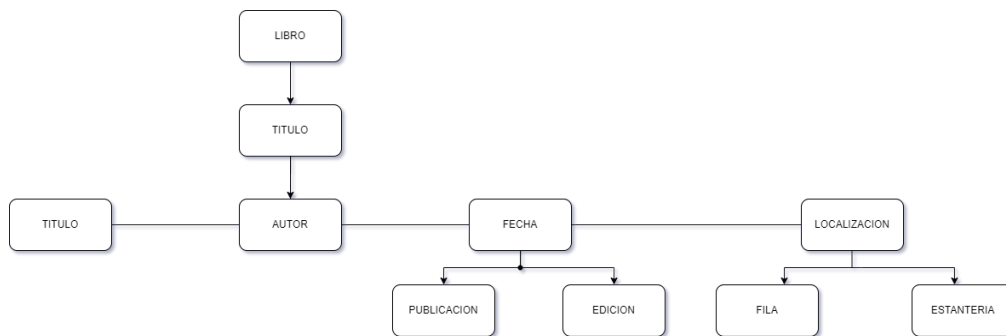 LIBRO
TITULO
TITULO
AUTOR
FECHA
LOCALIZACION
PUBLICACION
EDICION
FILA
ESTANTERIA